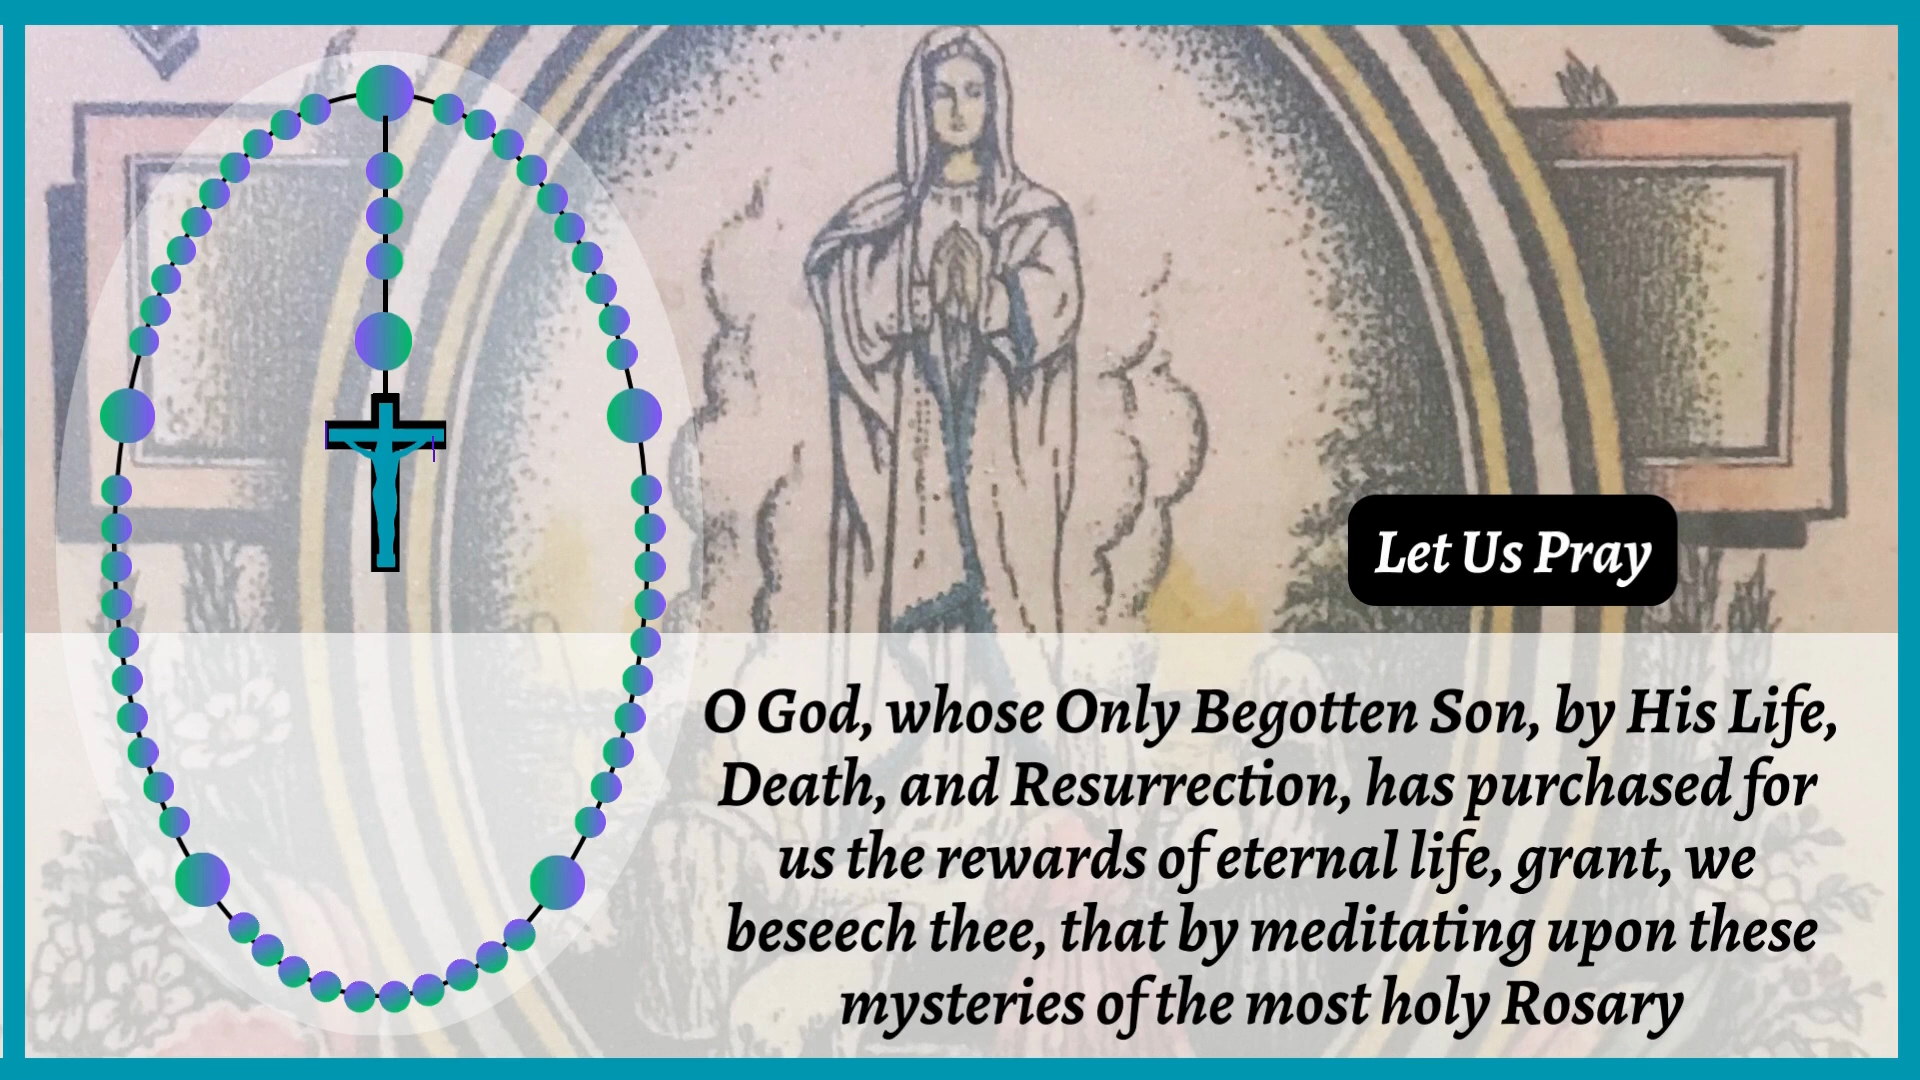 Let Us Pray
O God, whose Only Begotten Son, by His Life,
Death, and Resurrection, has purchased for
us the rewards of eternal life, grant, we
beseech thee, that by meditating upon these
mysteries of the most holy Rosary